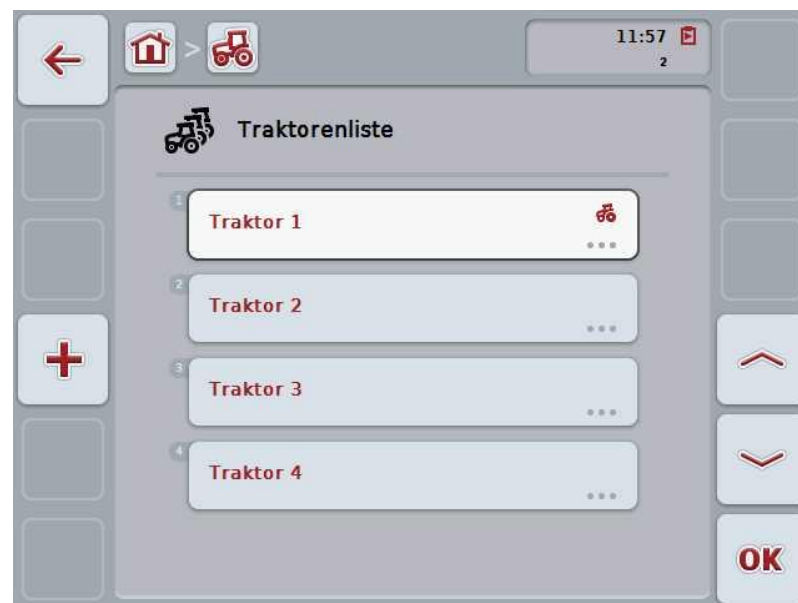 11:57
2
Traktorenliste
1
Traktor 1
2
Traktor 2
3
Traktor 3
4
Traktor 4
OK